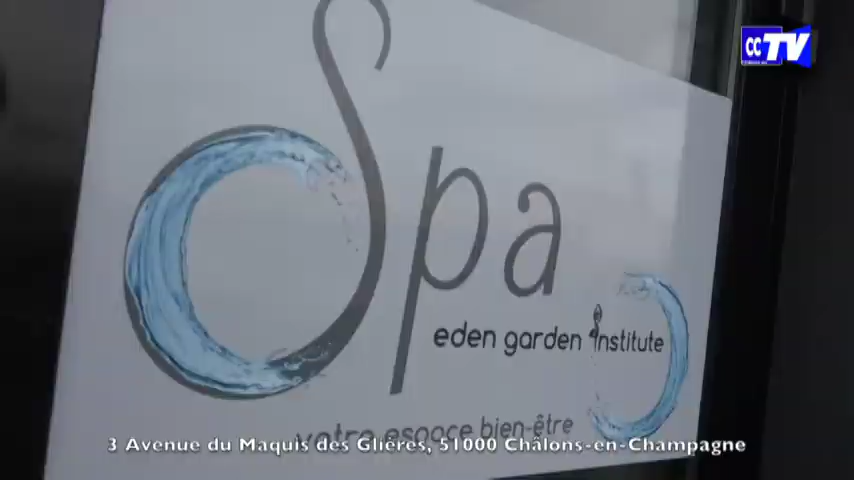 CC TV
Spa
eden garden institute
votre espace bien-être
3 Avenue du Maquis des Glières, 51000 Châlons-en-Champagne